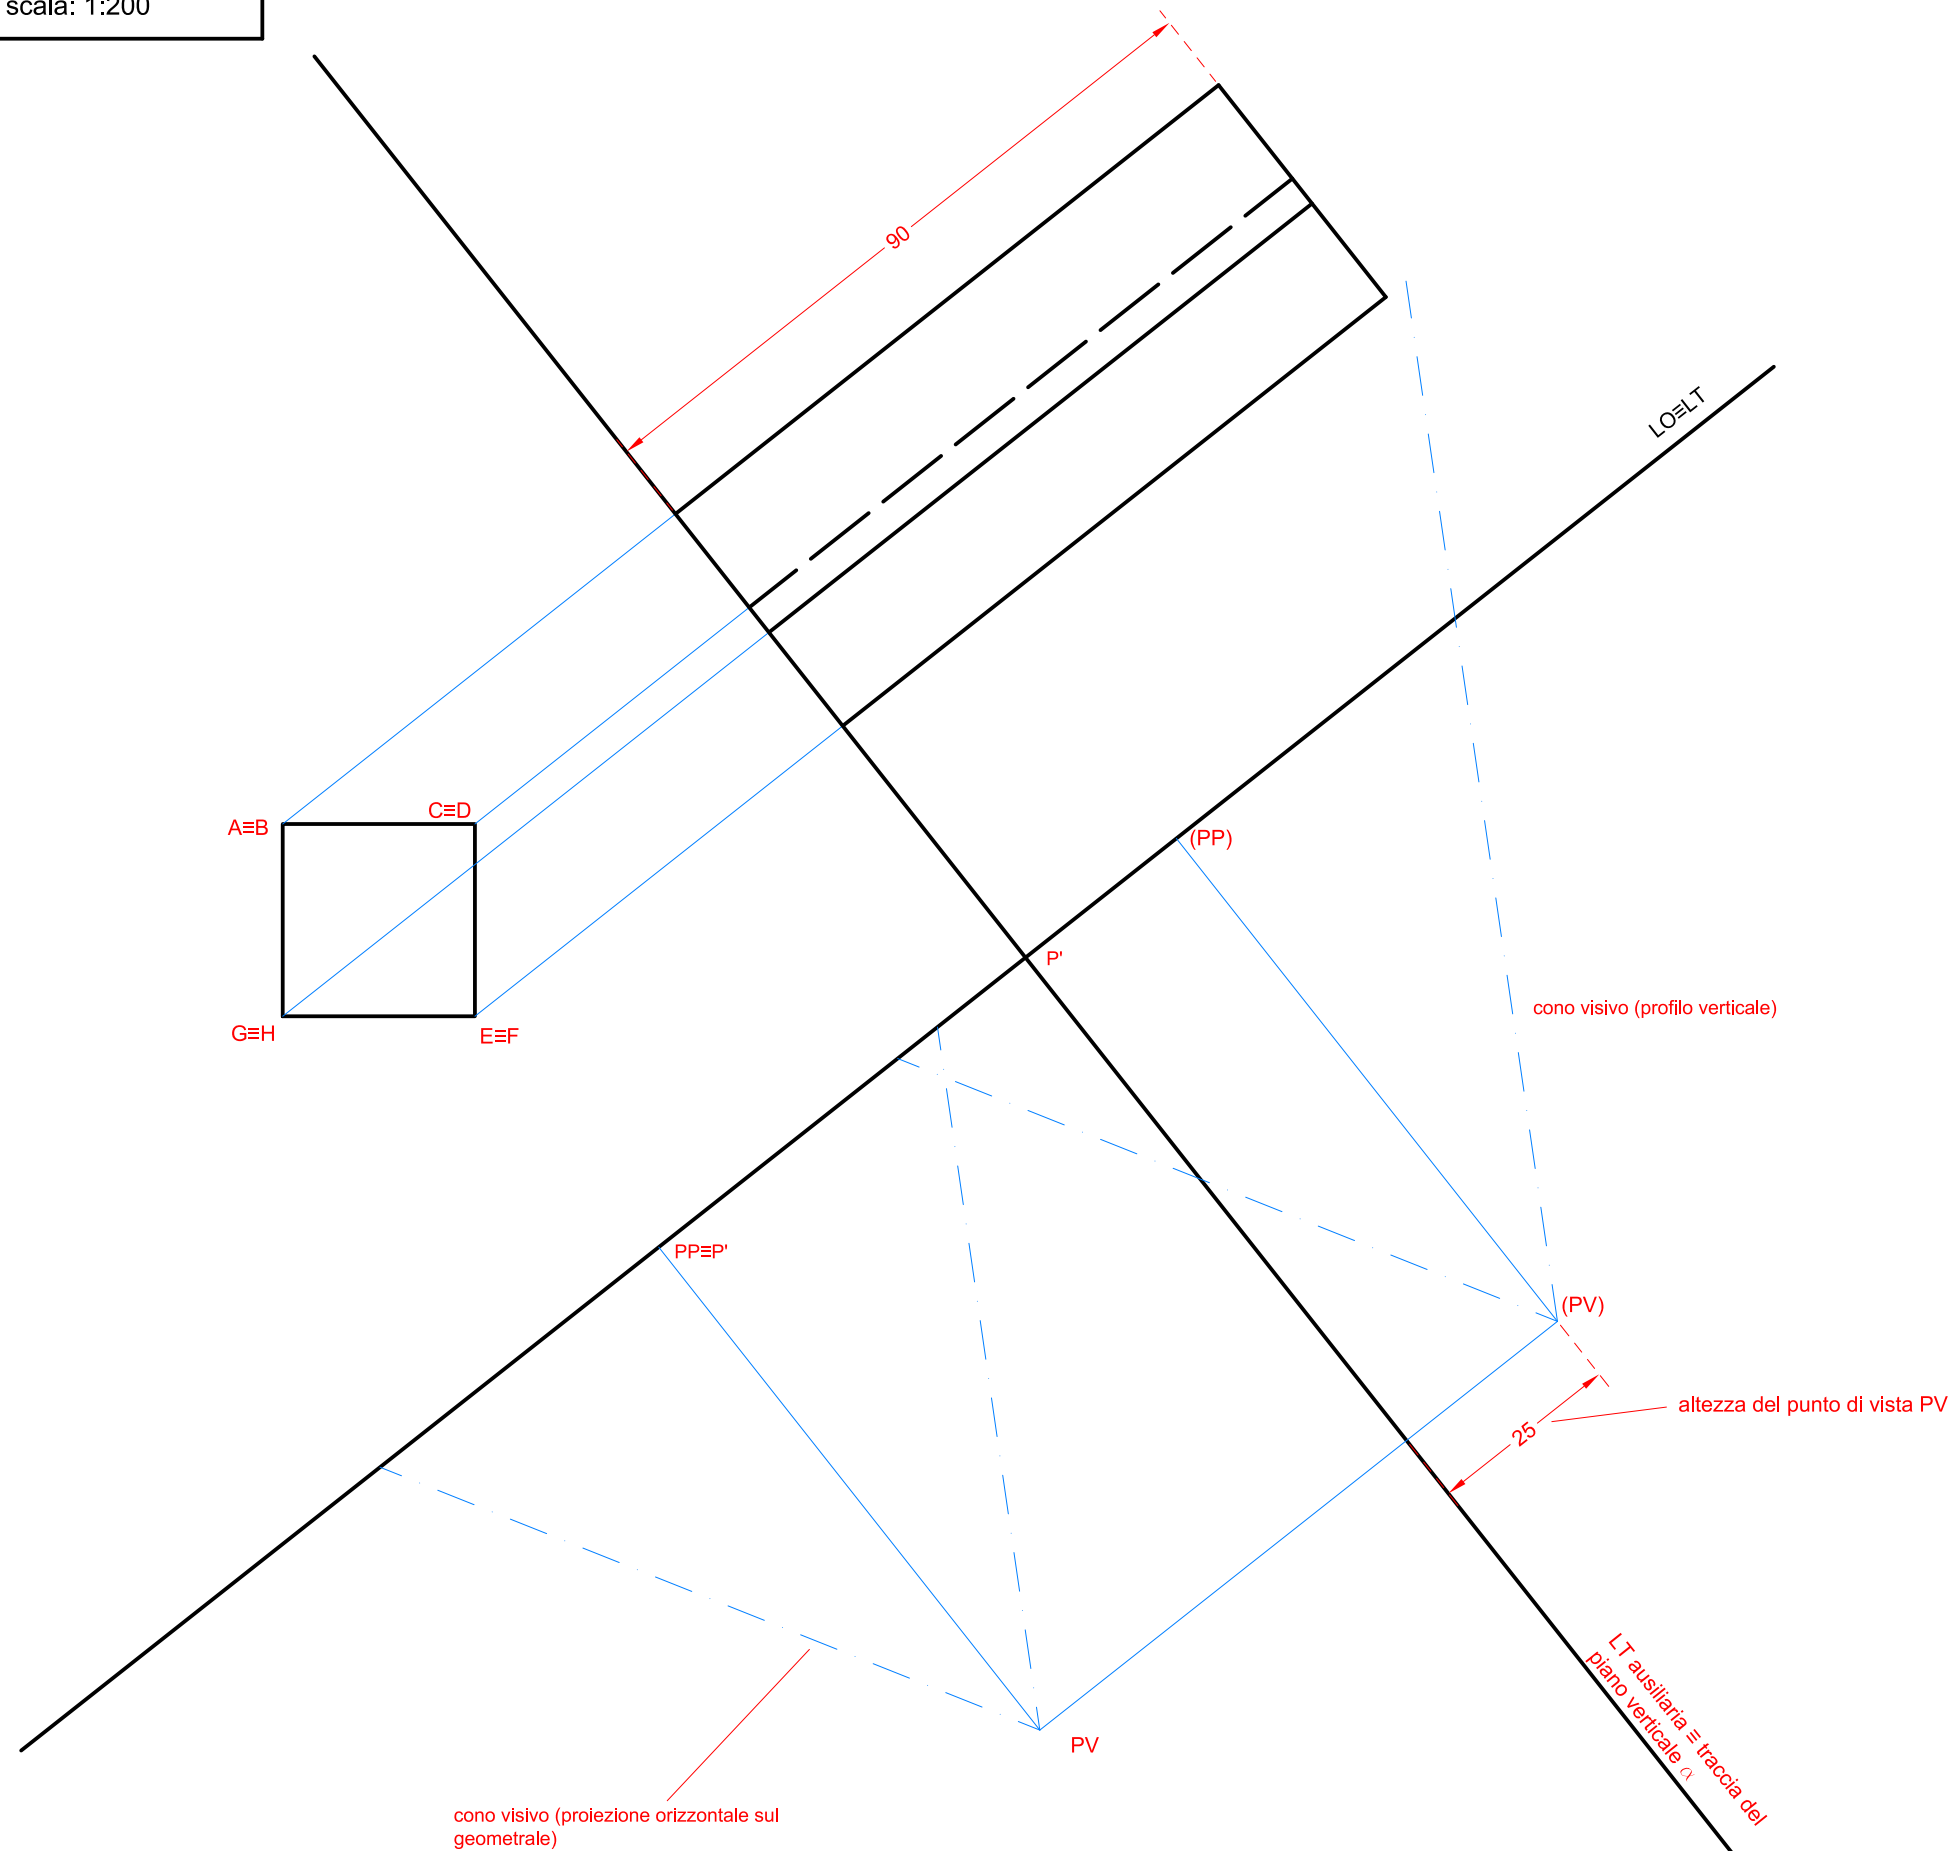 scala: 1:200
90
LO≡LT
A≡B
C≡D
(PP)
P'
cono visivo (profilo verticale)
G≡H
E≡F
PP≡P'
(PV)
altezza del punto di vista PV
25
LT ausiliaria ≡ traccia del
piano verticale α
PV
cono visivo (proiezione orizzontale sul
geometrale)